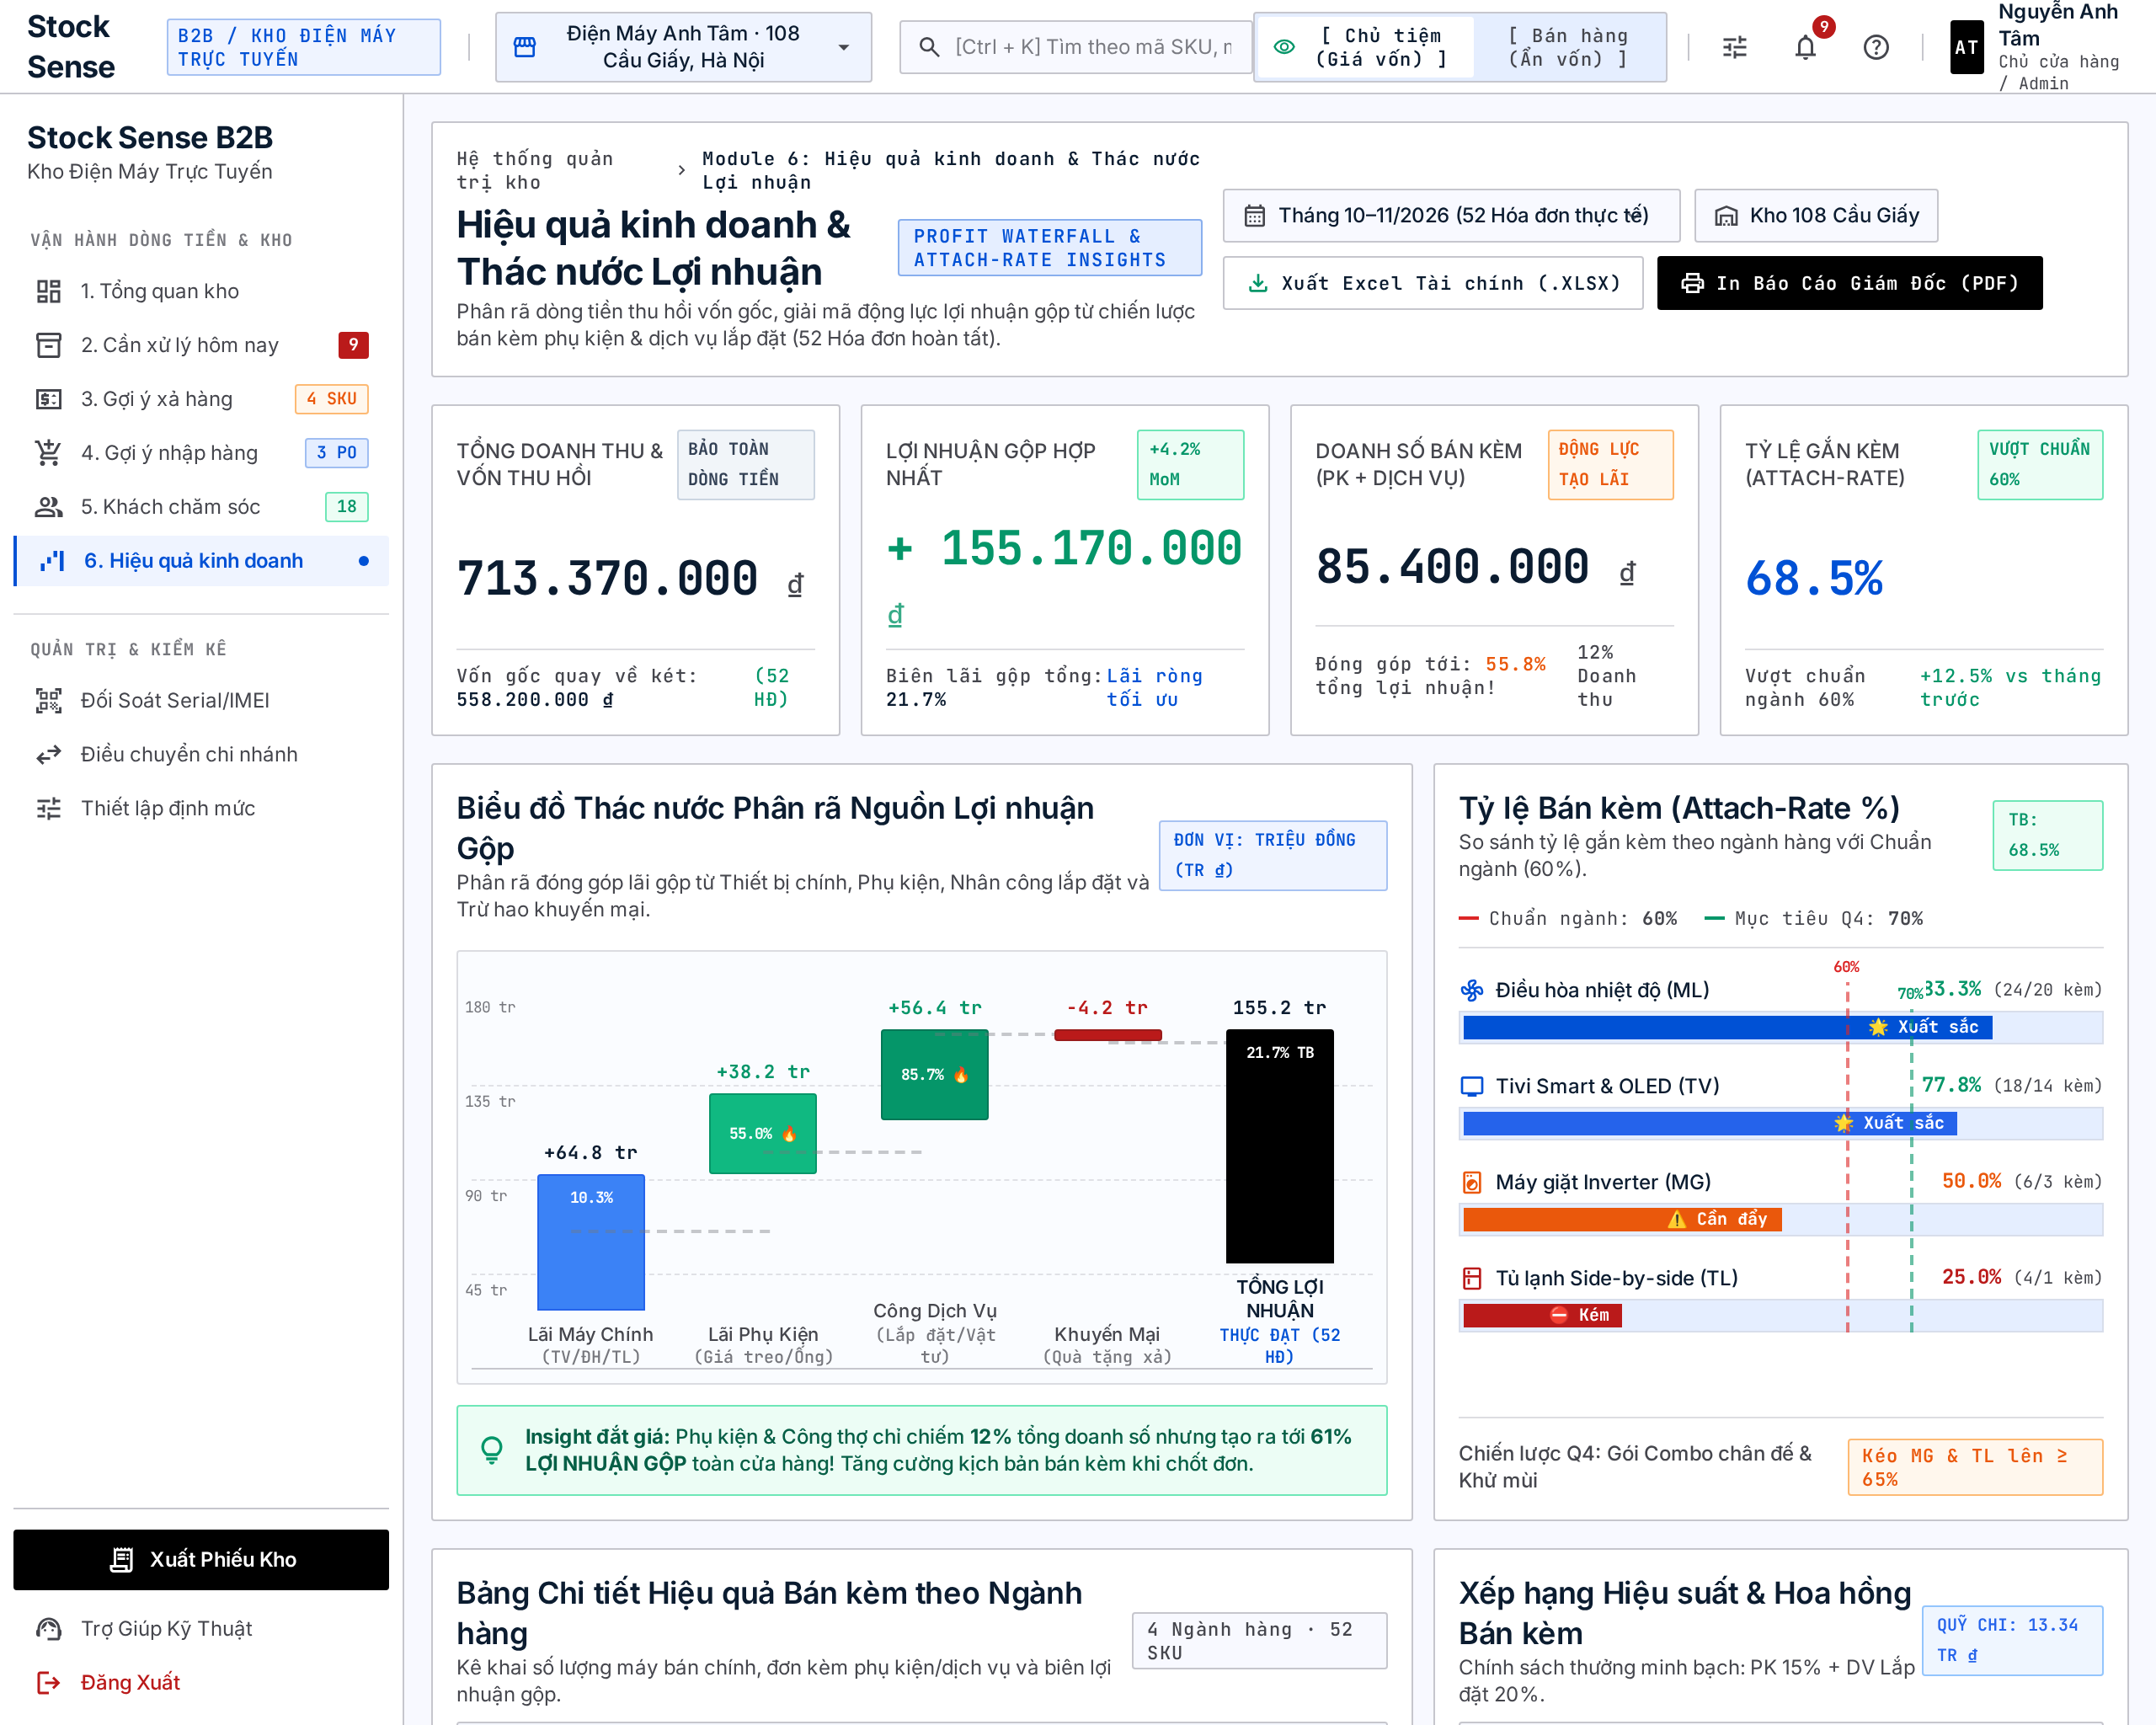 Stock
Sense
B2B / KHO ĐIỆN MÁY
TRỰC TUYẾN
Điện Máy Anh Tâm · 108
Cầu Giấy, Hà Nội
[Ctrl + K] Tìm theo mã SKU,
[ Chủ tiệm
(Giá vốn) ]
[ Bán hàng
(Ẩn vốn) ]
9
AT
Nguyễn Anh
Tâm
Chủ cửa hàng
/ Admin
Stock Sense B2B
Kho Điện Máy Trực Tuyến
VẬN HÀNH DÒNG TIỀN & KHO
1. Tổng quan kho
2. Cần xử lý hôm nay
9
3. Gợi ý xả hàng
4 SKU
4. Gợi ý nhập hàng
3 PO
5. Khách chăm sóc
18
6. Hiệu quả kinh doanh
QUẢN TRỊ & KIỂM KÊ
Đối Soát Serial/IMEI
Điều chuyển chi nhánh
Thiết lập định mức
Xuất Phiếu Kho
Trợ Giúp Kỹ Thuật
Đăng Xuất
Hệ thống quản
trị kho
Module 6: Hiệu quả kinh doanh & Thác nước
Lợi nhuận
Hiệu quả kinh doanh &
Thác nước Lợi nhuận
PROFIT WATERFALL &
ATTACH-RATE INSIGHTS
Phân rã dòng tiền thu hồi vốn gốc, giải mã động lực lợi nhuận gộp từ chiến lược
bán kèm phụ kiện & dịch vụ lắp đặt (52 Hóa đơn hoàn tất).
Tháng 10–11/2026 (52 Hóa đơn thực tế)
Kho 108 Cầu Giấy
Xuất Excel Tài chính (.XLSX)
In Báo Cáo Giám Đốc (PDF)
TỔNG DOANH THU &
VỐN THU HỒI
BẢO TOÀN
DÒNG TIỀN
713.370.000 ₫
Vốn gốc quay về két:
558.200.000 ₫
(52
HĐ)
LỢI NHUẬN GỘP HỢP
NHẤT
+4.2%
MoM
+ 155.170.000
₫
Biên lãi gộp tổng:
21.7%
Lãi ròng
tối ưu
DOANH SỐ BÁN KÈM
(PK + DỊCH VỤ)
ĐỘNG LỰC
TẠO LÃI
85.400.000 ₫
Đóng góp tới: 55.8%
tổng lợi nhuận!
12%
Doanh
thu
TỶ LỆ GẮN KÈM
(ATTACH-RATE)
VƯỢT CHUẨN
60%
68.5%
Vượt chuẩn
ngành 60%
+12.5% vs tháng
trước
Biểu đồ Thác nước Phân rã Nguồn Lợi nhuận
Gộp
Phân rã đóng góp lãi gộp từ Thiết bị chính, Phụ kiện, Nhân công lắp đặt và
Trừ hao khuyến mại.
ĐƠN VỊ: TRIỆU ĐỒNG
(TR ₫)
180 tr
135 tr
90 tr
45 tr
+64.8 tr
10.3%
Lãi Máy Chính
(TV/ĐH/TL)
+38.2 tr
55.0% 🔥
Lãi Phụ Kiện
(Giá treo/Ống)
+56.4 tr
85.7% 🔥
Công Dịch Vụ
(Lắp đặt/Vật
tư)
-4.2 tr
Khuyến Mại
(Quà tặng xả)
155.2 tr
21.7% TB
TỔNG LỢI
NHUẬN
THỰC ĐẠT (52
HĐ)
Insight đắt giá: Phụ kiện & Công thợ chỉ chiếm 12% tổng doanh số nhưng tạo ra tới 61%
LỢI NHUẬN GỘP toàn cửa hàng! Tăng cường kịch bản bán kèm khi chốt đơn.
Tỷ lệ Bán kèm (Attach-Rate %)
So sánh tỷ lệ gắn kèm theo ngành hàng với Chuẩn
ngành (60%).
TB:
68.5%
Chuẩn ngành: 60%
Mục tiêu Q4: 70%
60%
70%
Điều hòa nhiệt độ (ML)
83.3% (24/20 kèm)
🌟 Xuất sắc
Tivi Smart & OLED (TV)
77.8% (18/14 kèm)
🌟 Xuất sắc
Máy giặt Inverter (MG)
50.0% (6/3 kèm)
⚠️ Cần đẩy
Tủ lạnh Side-by-side (TL)
25.0% (4/1 kèm)
⛔ Kém
Chiến lược Q4: Gói Combo chân đế &
Khử mùi
Kéo MG & TL lên ≥
65%
Bảng Chi tiết Hiệu quả Bán kèm theo Ngành
hàng
Kê khai số lượng máy bán chính, đơn kèm phụ kiện/dịch vụ và biên lợi
nhuận gộp.
4 Ngành hàng · 52
SKU
Xếp hạng Hiệu suất & Hoa hồng
Bán kèm
Chính sách thưởng minh bạch: PK 15% + DV Lắp
đặt 20%.
QUỸ CHI: 13.34
TR ₫